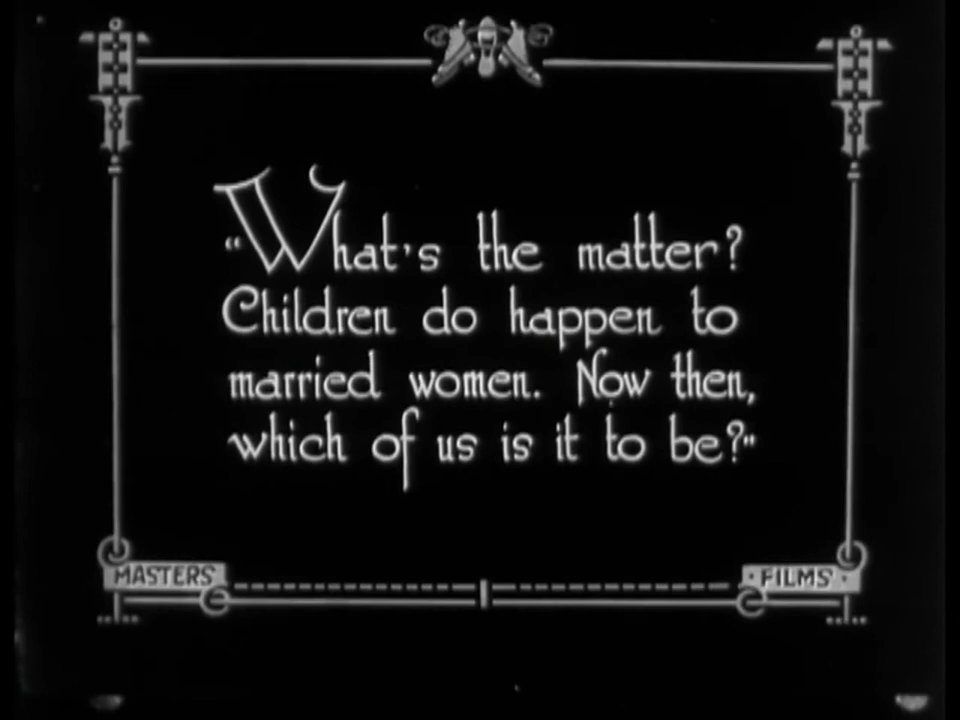 "What's the matter?
Children do happen to
married women. Now then,
which of us is it to be?"
MASTERS
· FILMS ·